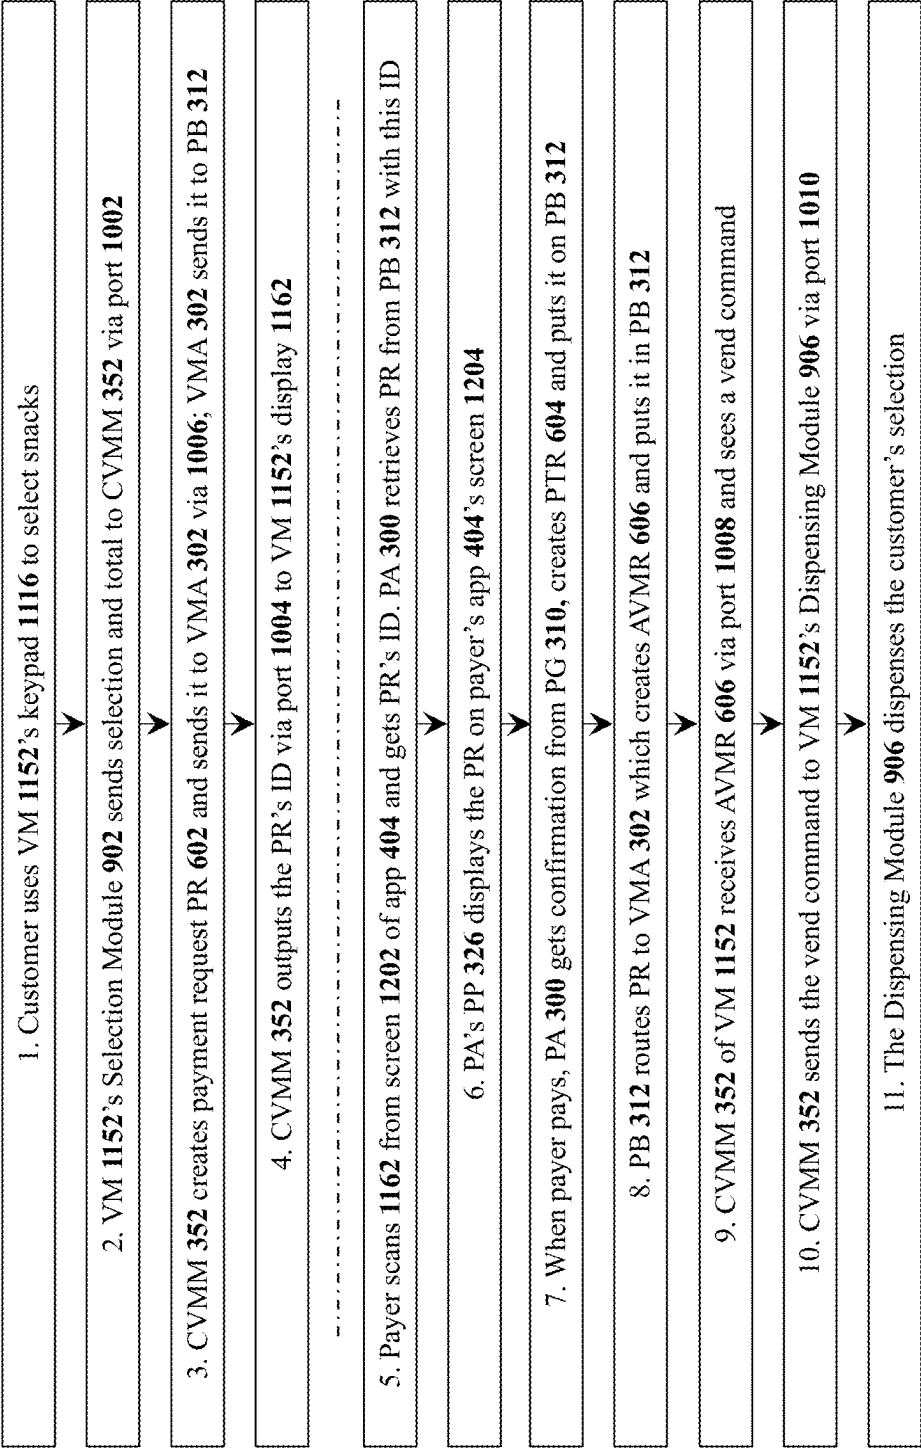 1. Customer uses VM 1152's keypad 1116 to select snacks
2. VM 1152's Selection Module 902 sends selection and total to CVMM 352 via port 1002
3. CVMM 352 creates payment request PR 602 and sends it to VMA 302 via 1006; VMA 302 sends it to PB 312
4. CVMM 352 outputs the PR's ID via port 1004 to VM 1152's display 1162
5. Payer scans 1162 from screen 1202 of app 404 and gets PR's ID. PA 300 retrieves PR from PB 312 with this ID
6. PA's PP 326 displays the PR on payer's app 404's screen 1204
7. When payer pays, PA 300 gets confirmation from PG 310, creates PTR 604 and puts it on PB 312
8. PB 312 routes PR to VMA 302 which creates AVMR 606 and puts it in PB 312
9. CVMM 352 of VM 1152 receives AVMR 606 via port 1008 and sees a vend command
10. CVMM 352 sends the vend command to VM 1152's Dispensing Module 906 via port 1010
11. The Dispensing Module 906 dispenses the customer's selection